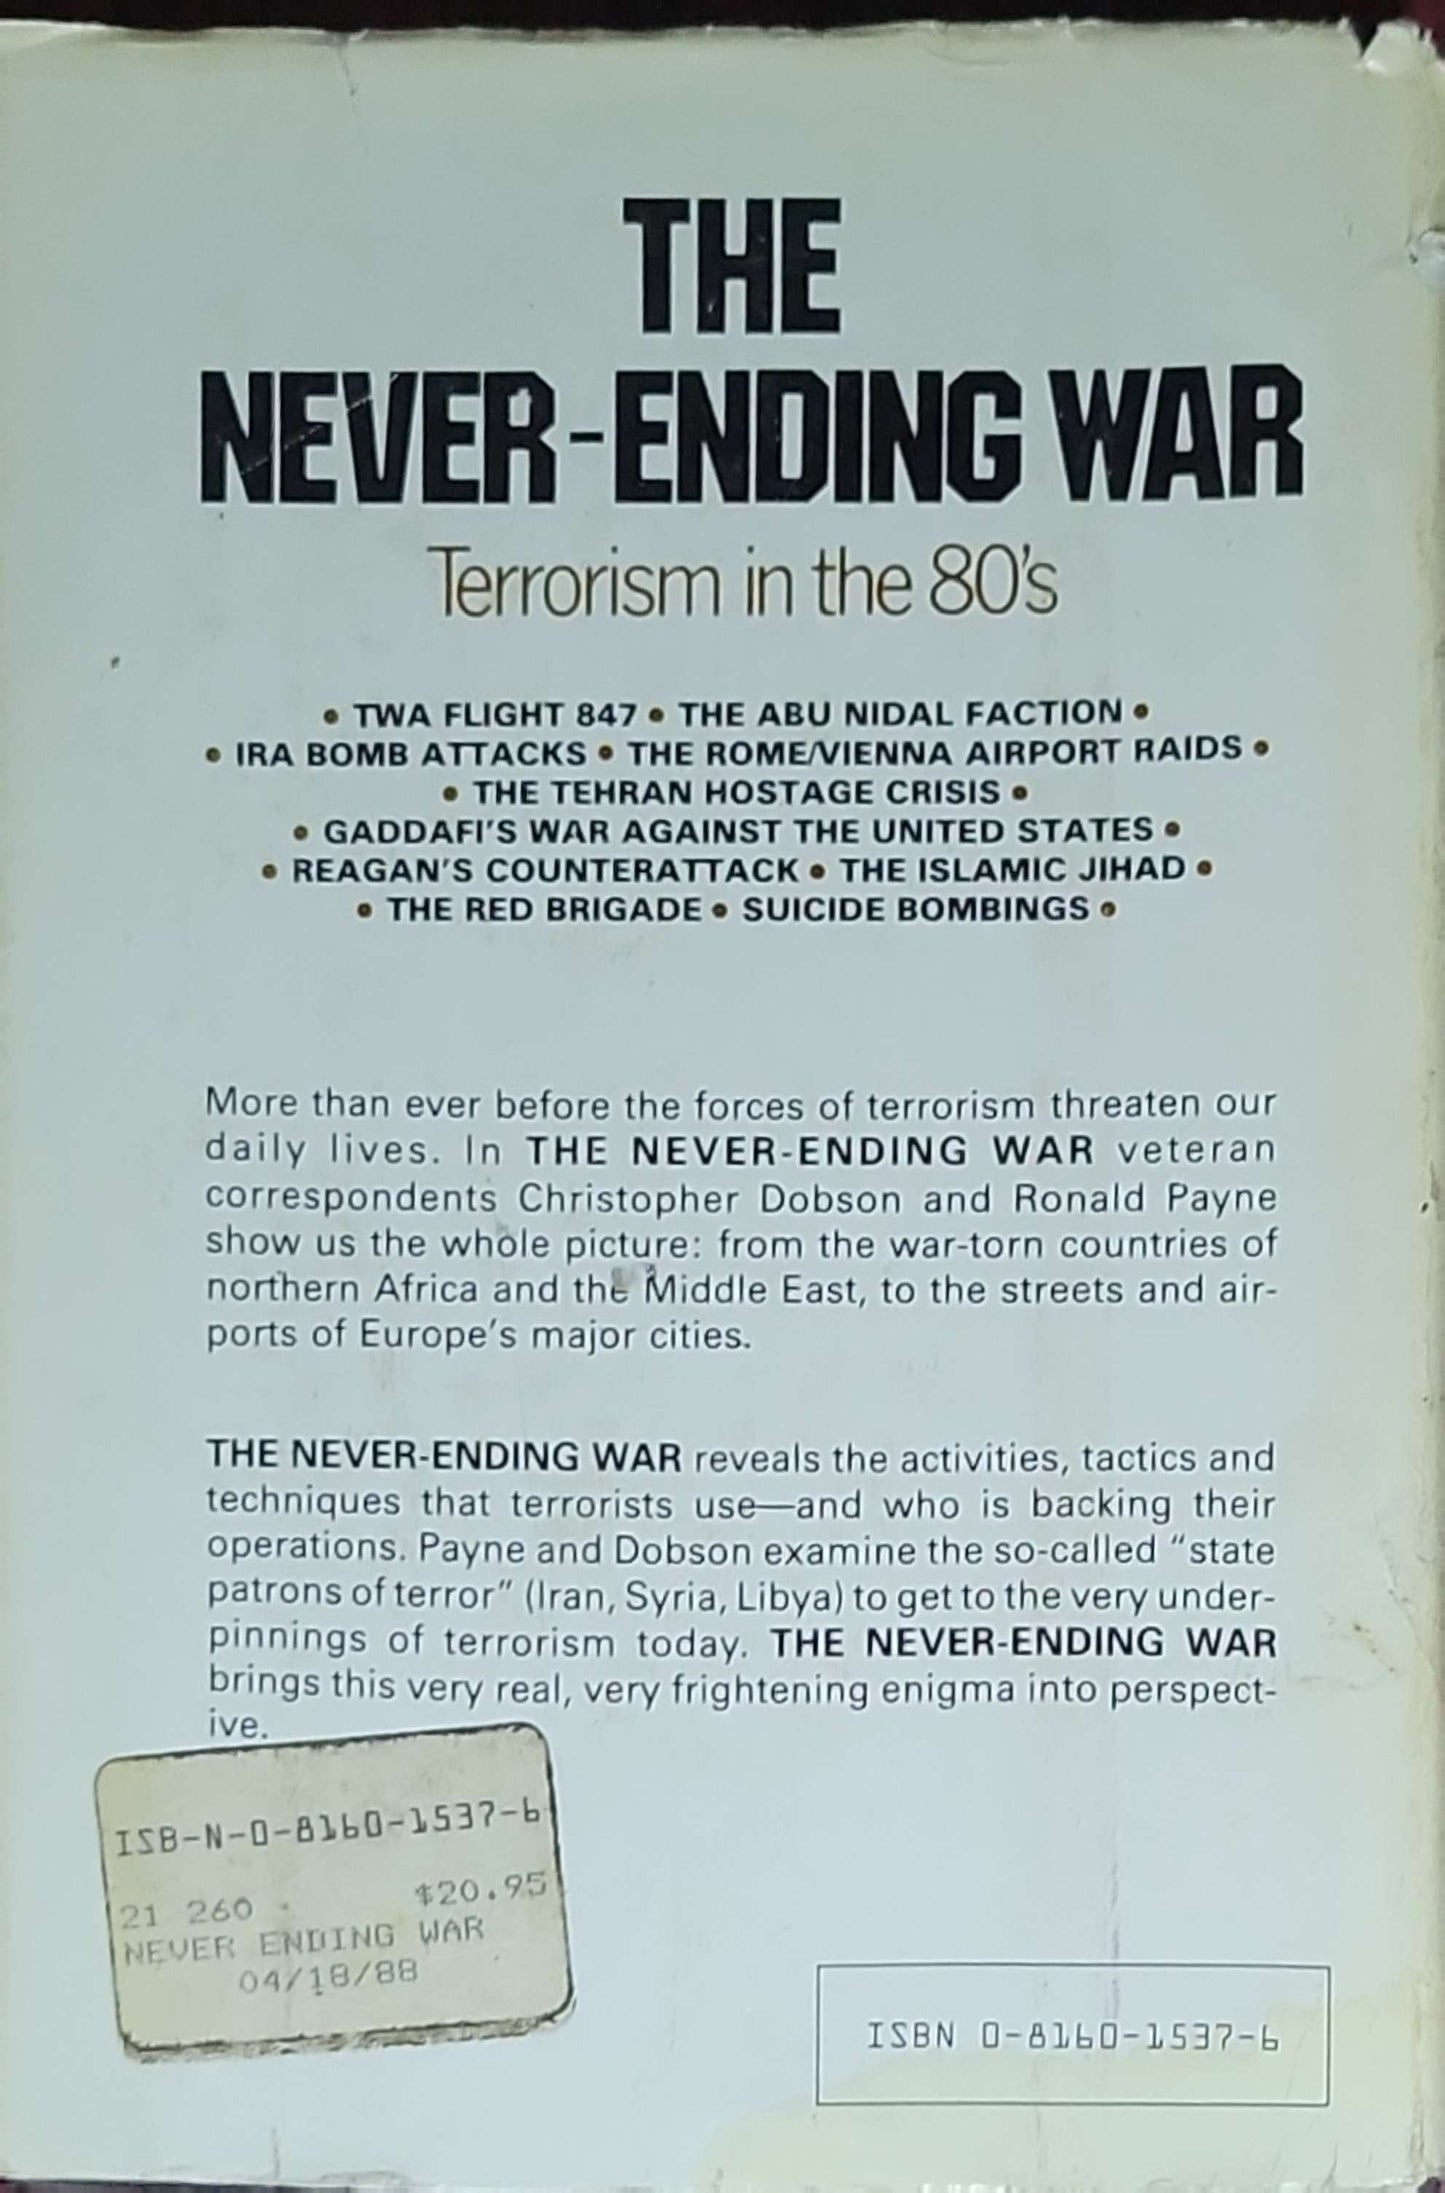 THE
NEVER-ENDING WAR
Terrorism in the 80's
• TWA FLIGHT 847 • THE ABU NIDAL FACTION •
• IRA BOMB ATTACKS • THE ROME/VIENNA AIRPORT RAIDS •
• THE TEHRAN HOSTAGE CRISIS •
• GADDAFI'S WAR AGAINST THE UNITED STATES •
• REAGAN'S COUNTERATTACK • THE ISLAMIC JIHAD •
• THE RED BRIGADE • SUICIDE BOMBINGS •
More than ever before the forces of terrorism threaten our
daily lives. In THE NEVER-ENDING WAR veteran
correspondents Christopher Dobson and Ronald Payne
show us the whole picture: from the war-torn countries of
northern Africa and the Middle East, to the streets and air-
ports of Europe's major cities.
THE NEVER-ENDING WAR reveals the activities, tactics and
techniques that terrorists use—and who is backing their
operations. Payne and Dobson examine the so-called "state
patrons of terror" (Iran, Syria, Libya) to get to the very under-
pinnings of terrorism today. THE NEVER-ENDING WAR
brings this very real, very frightening enigma into perspect-
ive.
ISB-N-0-8160-1537-6
21 260 $20.95
NEVER ENDING WAR
04/18/88
ISBN 0-8160-1537-6